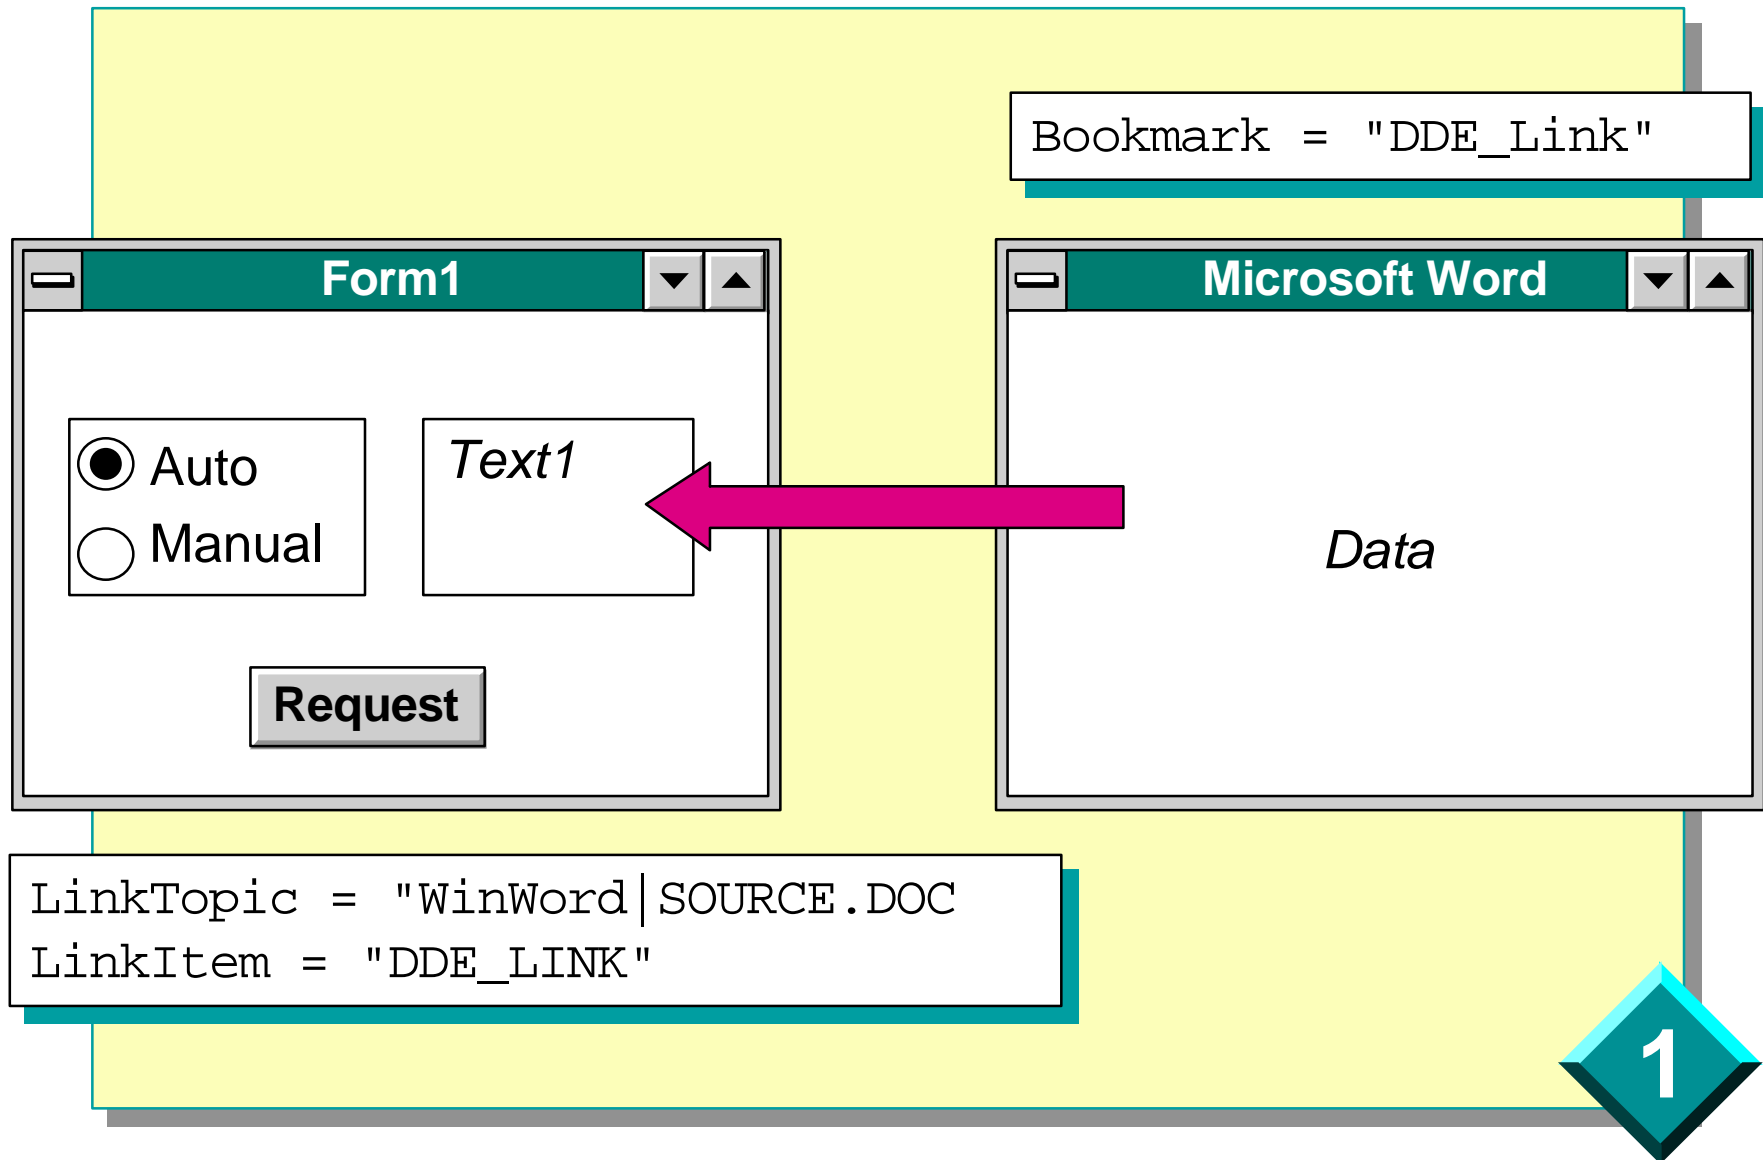 Bookmark = "DDE_Link"
Form1
Microsoft Word
Auto
Manual
Text1
Data
Request
LinkTopic = "WinWord|SOURCE.DOC
LinkItem = "DDE_LINK"
1